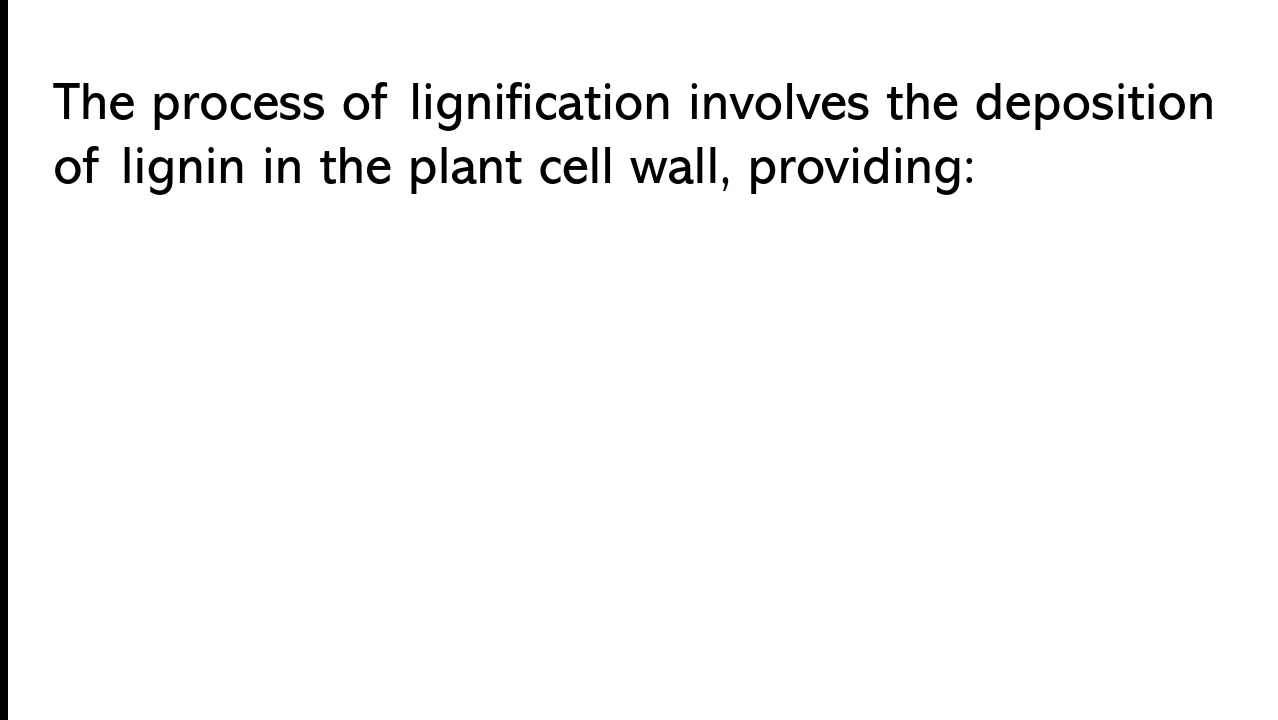 The process of lignification involves the deposition
of lignin in the plant cell wall, providing: